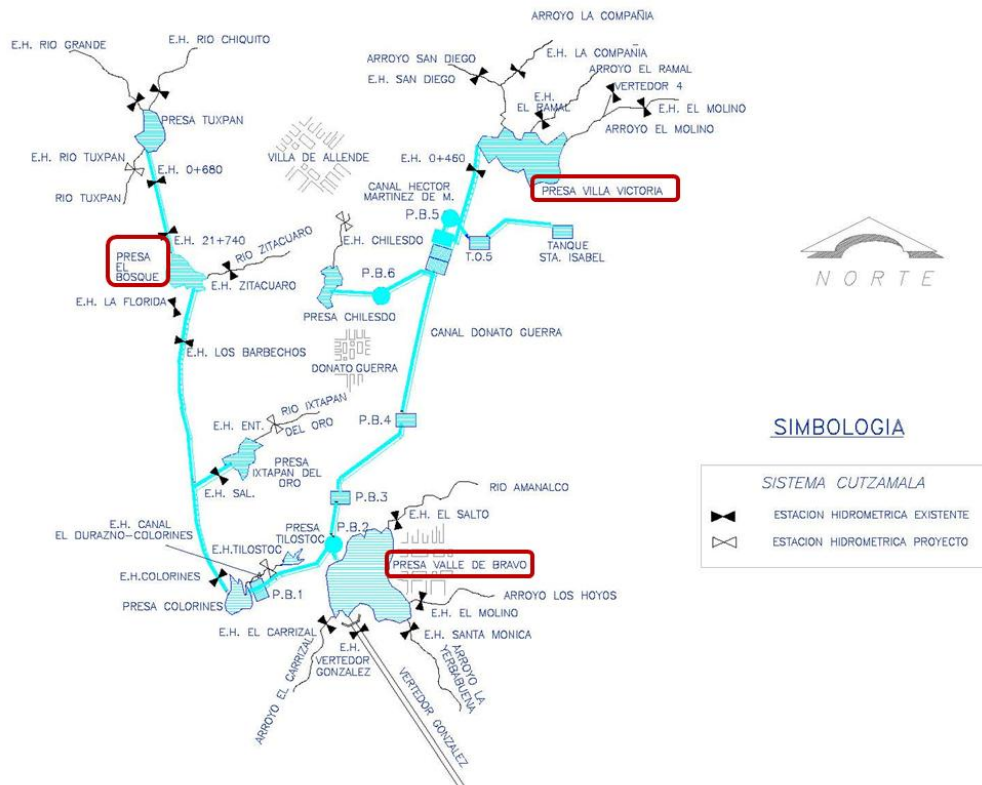 ARROYO LA COMPAÑIA
E.H. RIO GRANDE
E.H. RIO CHIQUITO
ARROYO SAN DIEGO
E.H. LA COMPAÑIA
E.H. SAN DIEGO
ARROYO EL RAMAL
VERTEDOR 4
E.H.
EL RAMAL
E.H. EL MOLINO
PRESA TUXPAN
ARROYO EL MOLINO
E.H. RIO TUXPAN
VILLA DE ALLENDE
E.H. 0+460
E.H. 0+680
RIO TUXPAN
CANAL HECTOR
MARTINEZ DE M.
PRESA VILLA VICTORIA
P.B.5
E.H. 21+740
E.H. CHILESDO
T.O.5
TANQUE
STA. ISABEL
PRESA
EL
BOSQUE
RIO ZITACUARO
E.H. ZITACUARO
P.B.6
NORTE
E.H. LA FLORIDA
PRESA CHILESDO
CANAL DONATO GUERRA
E.H. LOS BARBECHOS
DONATO GUERRA
RIO IXTAPAN
DEL ORO
E.H. ENT.
P.B.4
SIMBOLOGIA
PRESA
IXTAPAN DEL
ORO
E.H. SAL.
SISTEMA CUTZAMALA
RIO AMANALCO
P.B.3
ESTACION HIDROMETRICA EXISTENTE
E.H. CANAL
EL DURAZNO-COLORINES
PRESA
TILOSTOC
P.B.2
E.H. EL SALTO
ESTACION HIDROMETRICA PROYECTO
E.H.TILOSTOC
PRESA VALLE DE BRAVO
E.H.COLORINES
P.B.1
ARROYO LOS HOYOS
PRESA COLORINES
E.H. EL MOLINO
E.H. EL CARRIZAL
E.H. SANTA MONICA
E.H.
VERTEDOR
GONZALEZ
ARROYO EL CARRIZAL
ARROYO LA
YERBABUENA
VERTEDOR GONZALEZ